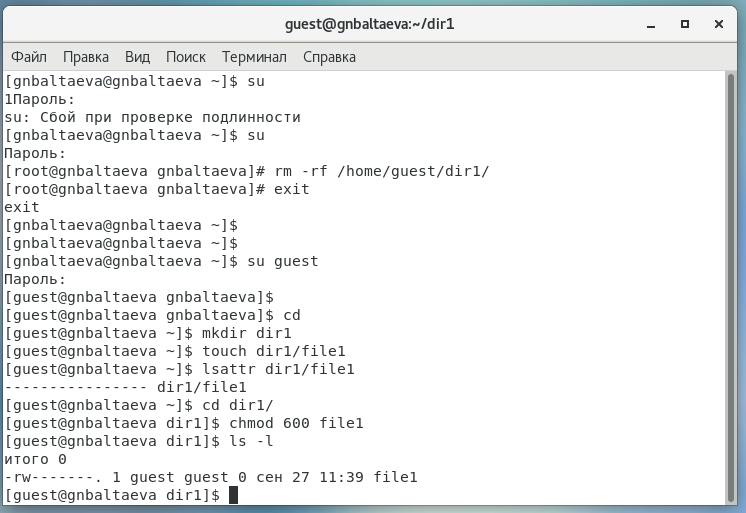 guest@gnbaltaeva:~/dir1
Файл Правка Вид Поиск Терминал Справка
[gnbaltaeva@gnbaltaeva ~]$ su
1Пароль:
su: Сбой при проверке подлинности
[gnbaltaeva@gnbaltaeva ~]$ su
Пароль:
[root@gnbaltaeva gnbaltaeva]# rm -rf /home/guest/dir1/
[root@gnbaltaeva gnbaltaeva]# exit
exit
[gnbaltaeva@gnbaltaeva ~]$
[gnbaltaeva@gnbaltaeva ~]$
[gnbaltaeva@gnbaltaeva ~]$ su guest
Пароль:
[guest@gnbaltaeva gnbaltaeva]$
[guest@gnbaltaeva gnbaltaeva]$ cd
[guest@gnbaltaeva ~]$ mkdir dir1
[guest@gnbaltaeva ~]$ touch dir1/file1
[guest@gnbaltaeva ~]$ lsattr dir1/file1
---------------- dir1/file1
[guest@gnbaltaeva ~]$ cd dir1/
[guest@gnbaltaeva dir1]$ chmod 600 file1
[guest@gnbaltaeva dir1]$ ls -l
итого 0
-rw-------. 1 guest guest 0 сен 27 11:39 file1
[guest@gnbaltaeva dir1]$